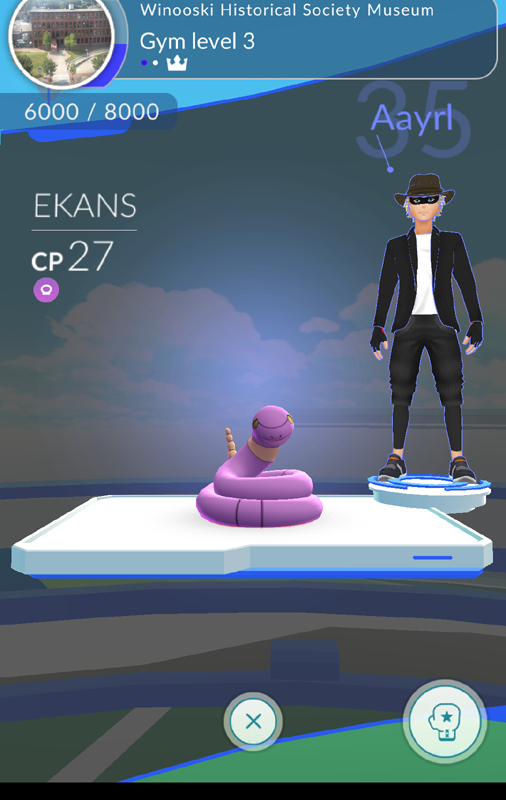 Winooski Historical Society Museum
Gym level 3
6000 / 8000
35
Aayrl
EKANS
CP27